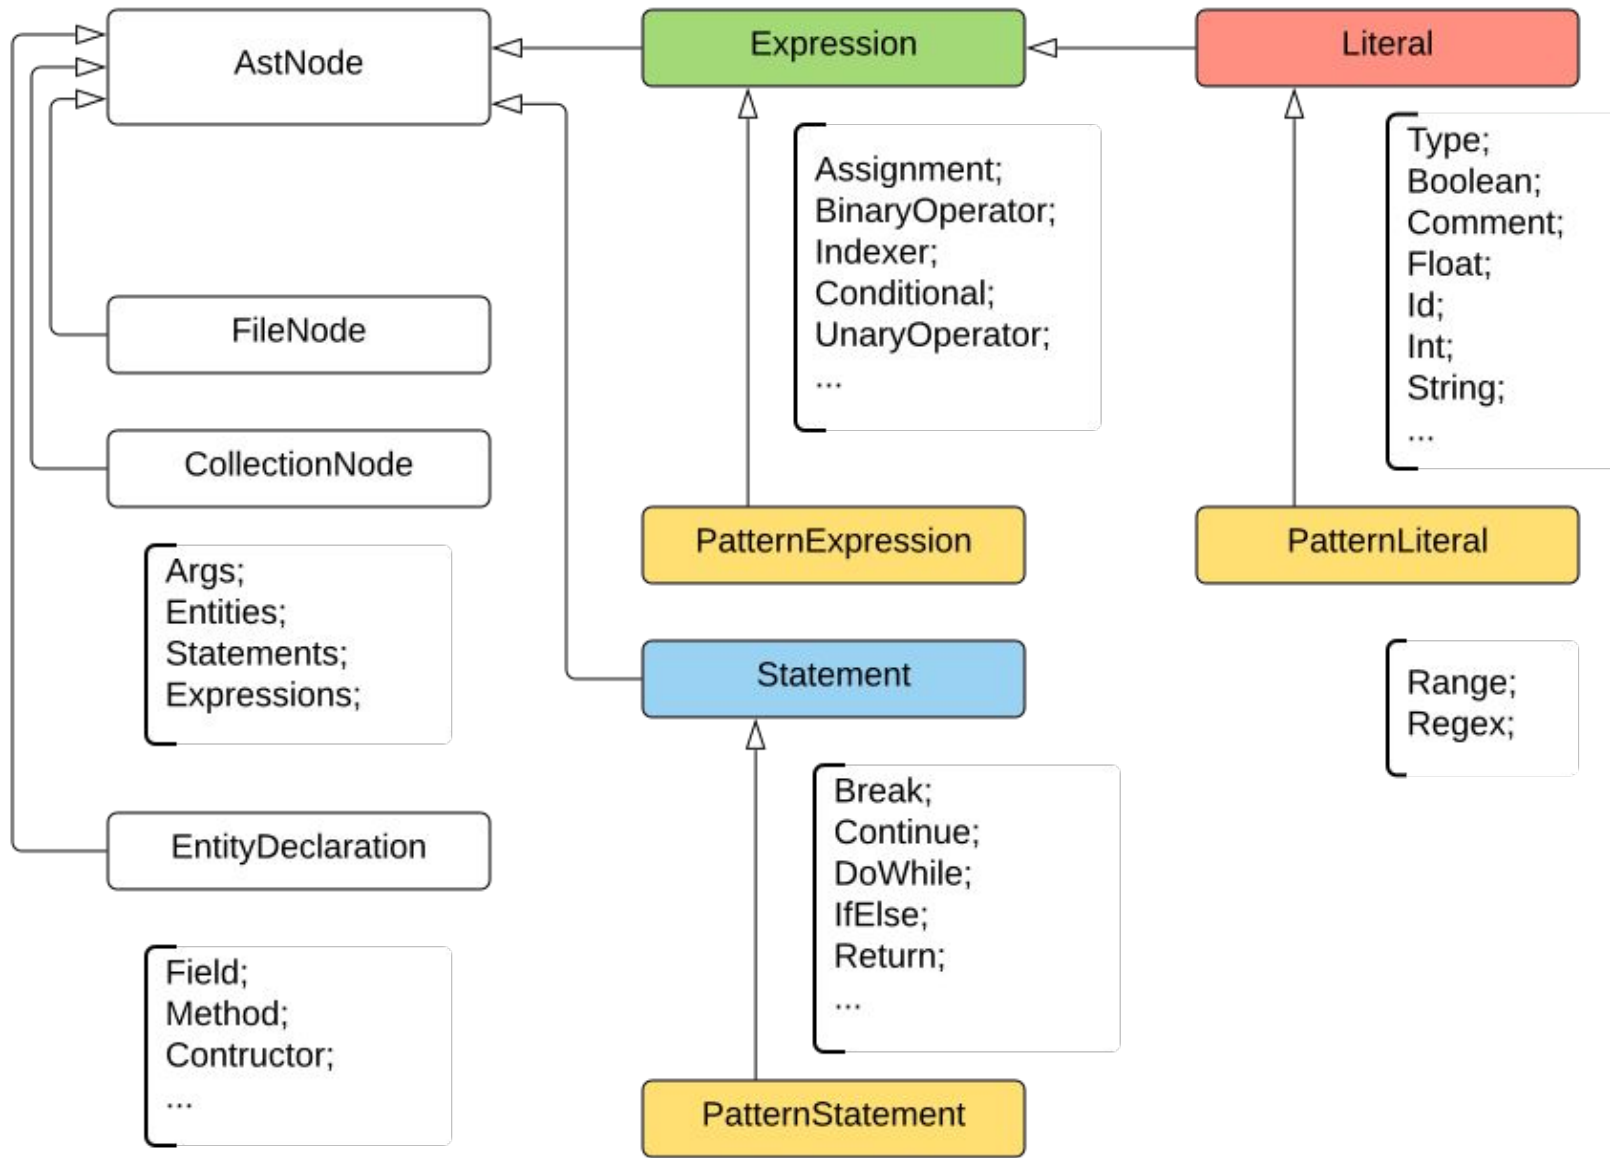 AstNode
Expression
Literal
Assignment;
BinaryOperator;
Indexer;
Conditional;
UnaryOperator;
...
Type;
Boolean;
Comment;
Float;
Id;
Int;
String;
...
FileNode
CollectionNode
Args;
Entities;
Statements;
Expressions;
PatternExpression
PatternLiteral
Range;
Regex;
Statement
Break;
Continue;
DoWhile;
IfElse;
Return;
...
EntityDeclaration
Field;
Method;
Contructor;
...
PatternStatement